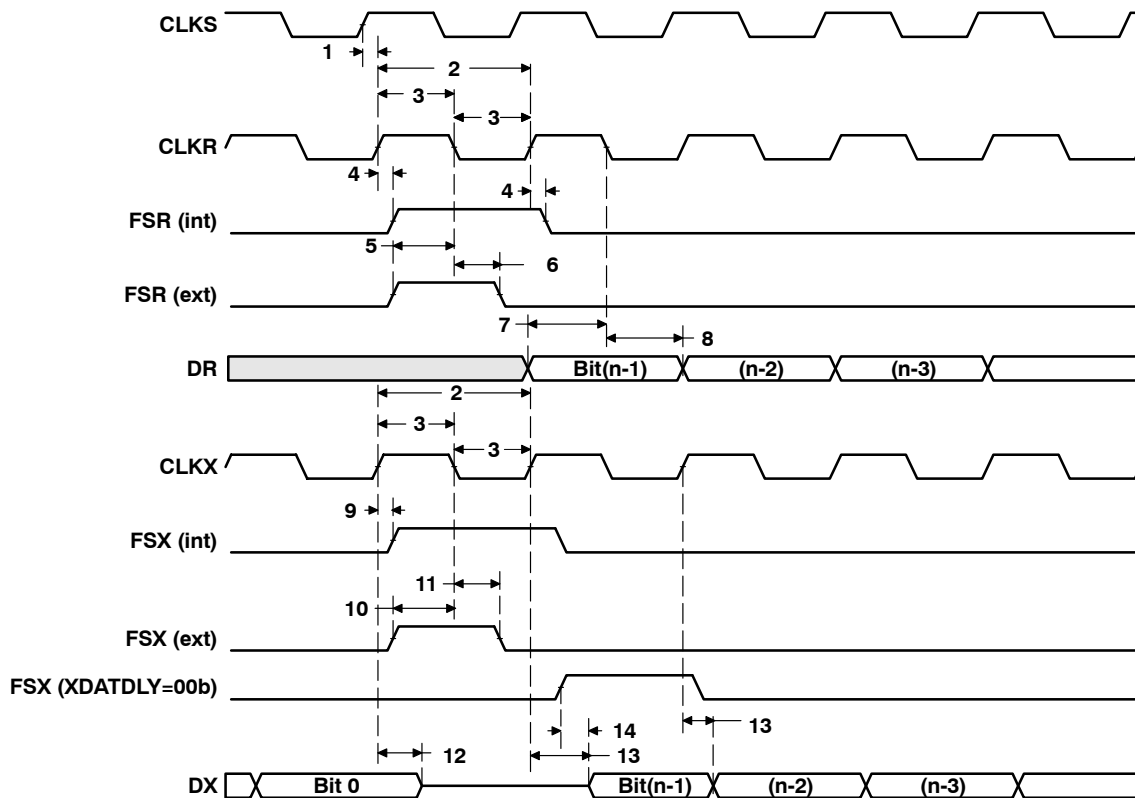 CLKS
1
2
3
3
CLKR
4
4
FSR (int)
5
6
FSR (ext)
7
8
DR
Bit(n-1)
(n-2)
(n-3)
2
3
3
CLKX
9
FSX (int)
11
10
FSX (ext)
FSX (XDATDLY=00b)
14
13
13
12
DX
Bit 0
Bit(n-1)
(n-2)
(n-3)